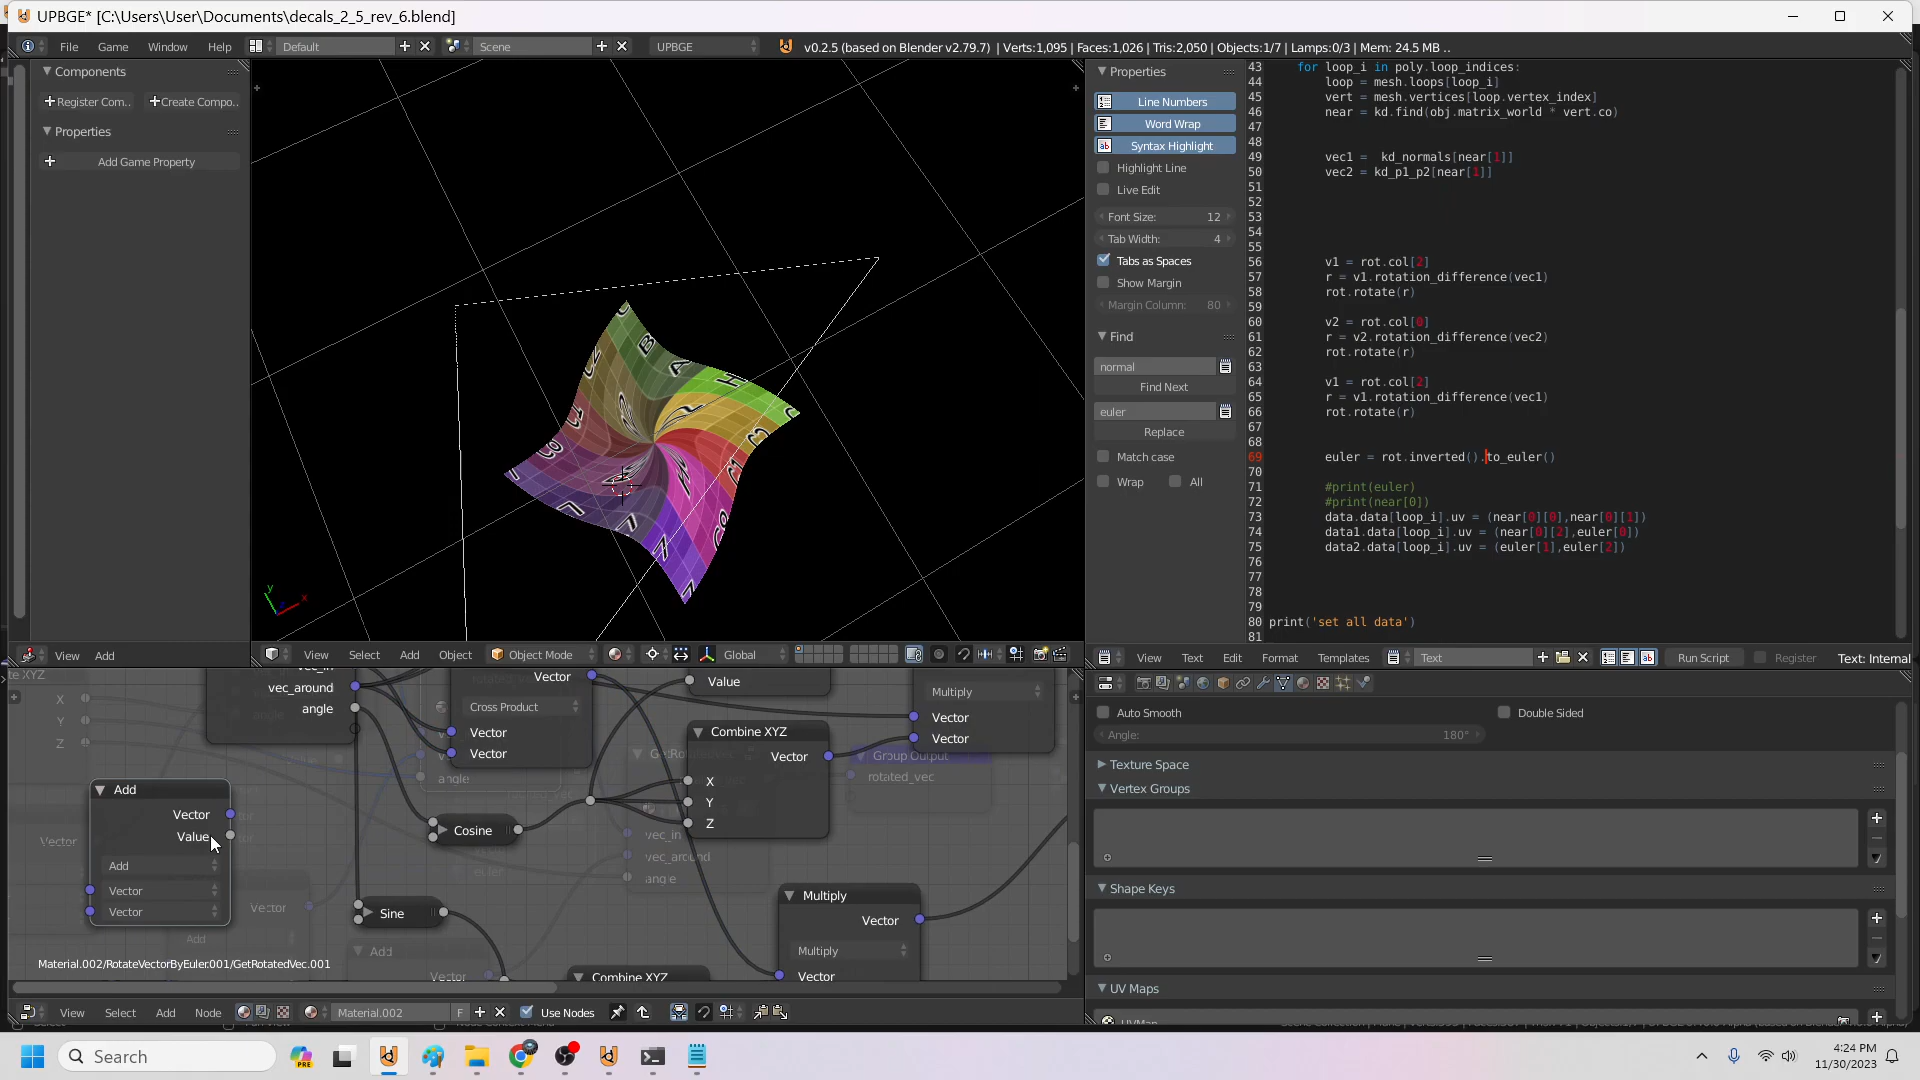 UPBGE* [C:\Users\User\Documents\decals_2_5_rev_6.blend]
File Game Window Help Default Scene UPBGE v0.2.5 (based on Blender v2.79.7) | Verts:1,095 | Faces:1,026 | Tris:2,050 | Objects:1/7 | Lamps:0/3 | Mem: 24.5 MB ..
Components
Register Com.. Create Compo..
Properties
Add Game Property
View Add
View Select Add Object Object Mode Global
Properties
Line Numbers
Word Wrap
Syntax Highlight
Highlight Line
Live Edit
Font Size: 12
Tab Width: 4
Tabs as Spaces
Show Margin
Margin Column: 80
Find
normal
Find Next
euler
Replace
Match case
Wrap All
43 for loop_i in poly.loop_indices:
44 loop = mesh.loops[loop_i]
45 vert = mesh.vertices[loop.vertex_index]
46 near = kd.find(obj.matrix_world * vert.co)
47
48
49 vec1 =  kd_normals[near[1]]
50 vec2 = kd_p1_p2[near[1]]
51
52
53
54
55
56 v1 = rot.col[2]
57 r = v1.rotation_difference(vec1)
58 rot.rotate(r)
59
60 v2 = rot.col[0]
61 r = v2.rotation_difference(vec2)
62 rot.rotate(r)
63
64 v1 = rot.col[2]
65 r = v1.rotation_difference(vec1)
66 rot.rotate(r)
67
68
69 euler = rot.inverted().to_euler()
70
71 #print(euler)
72 #print(near[0])
73 data.data[loop_i].uv = (near[0][0],near[0][1])
74 data1.data[loop_i].uv = (near[0][2],euler[0])
75 data2.data[loop_i].uv = (euler[1],euler[2])
76
77
78
79
80 print('set all data')
81
View Text Edit Format Templates Text Run Script Register Text: Internal
vec_around
angle
Vector
Cross Product
Vector
Vector
angle
Value
Combine XYZ
Vector
X
Y
Z
Multiply
Vector
Vector
Group Output
rotated_vec
vec_in
vec_around
angle
Cosine
Sine
Add
Vector
Value
Add
Vector
Vector
X
Y
Z
Vector
Vector
Add
Add
Vector
Multiply
Vector
Multiply
Vector
Combine XYZ
Material.002/RotateVectorByEuler.001/GetRotatedVec.001
View Select Add Node Material.002 F Use Nodes
Auto Smooth Double Sided
Angle: 180°
Texture Space
Vertex Groups
Shape Keys
UV Maps
UVMap
Search
PRE
4:24 PM
11/30/2023